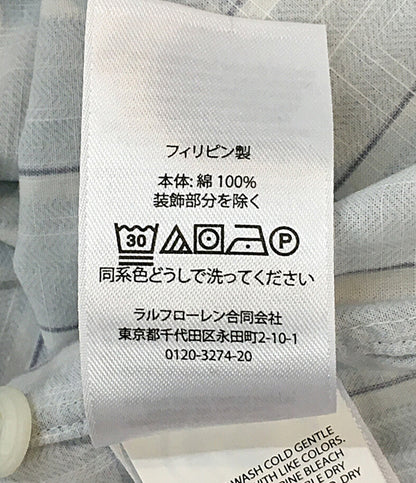 フィリピン製
本体: 綿 100%
装飾部分を除く
30 P
同系色どうしで洗ってください
ラルフローレン合同会社
東京都千代田区永田町2-10-1
0120-3274-20
WASH COLD GENTLE
WITH LIKE COLORS.
BLEACH
DRY